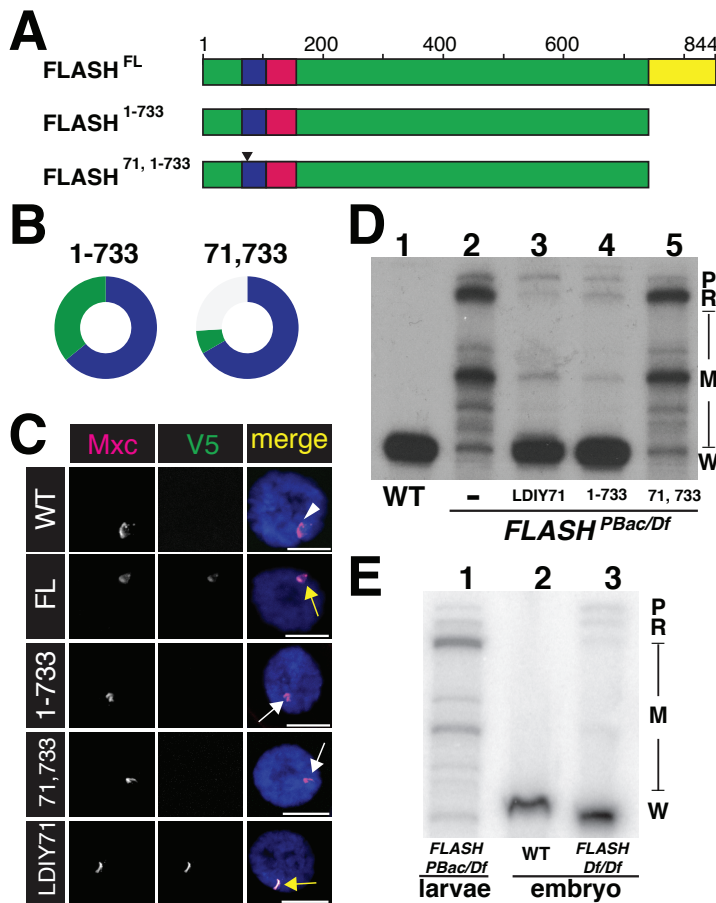 A
1 200 400 600 844
FLASH FL
FLASH 1-733
FLASH 71, 1-733
B
1-733 71,733
C
Mxc V5 merge
WT
FL
1-733
71,733
LDIY71
D
1 2 3 4 5
P
R
M
W
WT - LDIY71 1-733 71, 733
FLASH PBac/Df
E
1 2 3
P
R
M
W
FLASH PBac/Df WT FLASH Df/Df
larvae embryo